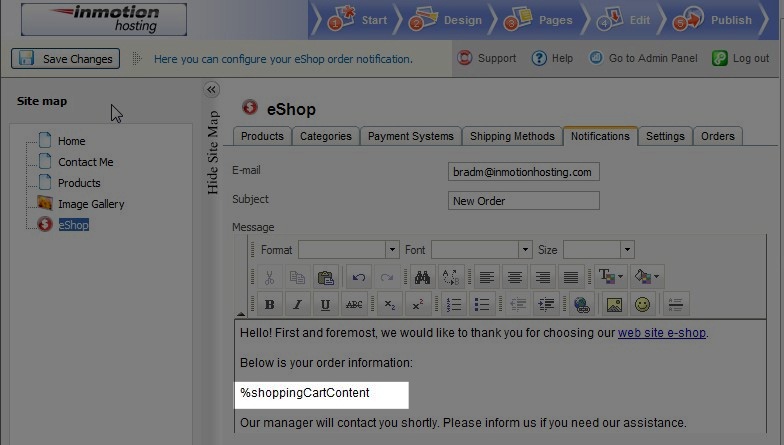 inmotion
hosting
1 Start
2 Design
3 Pages
4 Edit
5 Publish
Save Changes
Here you can configure your eShop order notification.
Support
Help
Go to Admin Panel
Log out
Site map
Home
Contact Me
Products
Image Gallery
eShop
Hide Site Map
eShop
Products Categories Payment Systems Shipping Methods Notifications Settings Orders
E-mail bradm@inmotionhosting.com
Subject New Order
Message
Format Font Size
B I U ABC x₂ x²
Hello! First and foremost, we would like to thank you for choosing our web site e-shop.
Below is your order information:
%shoppingCartContent
Our manager will contact you shortly. Please inform us if you need our assistance.